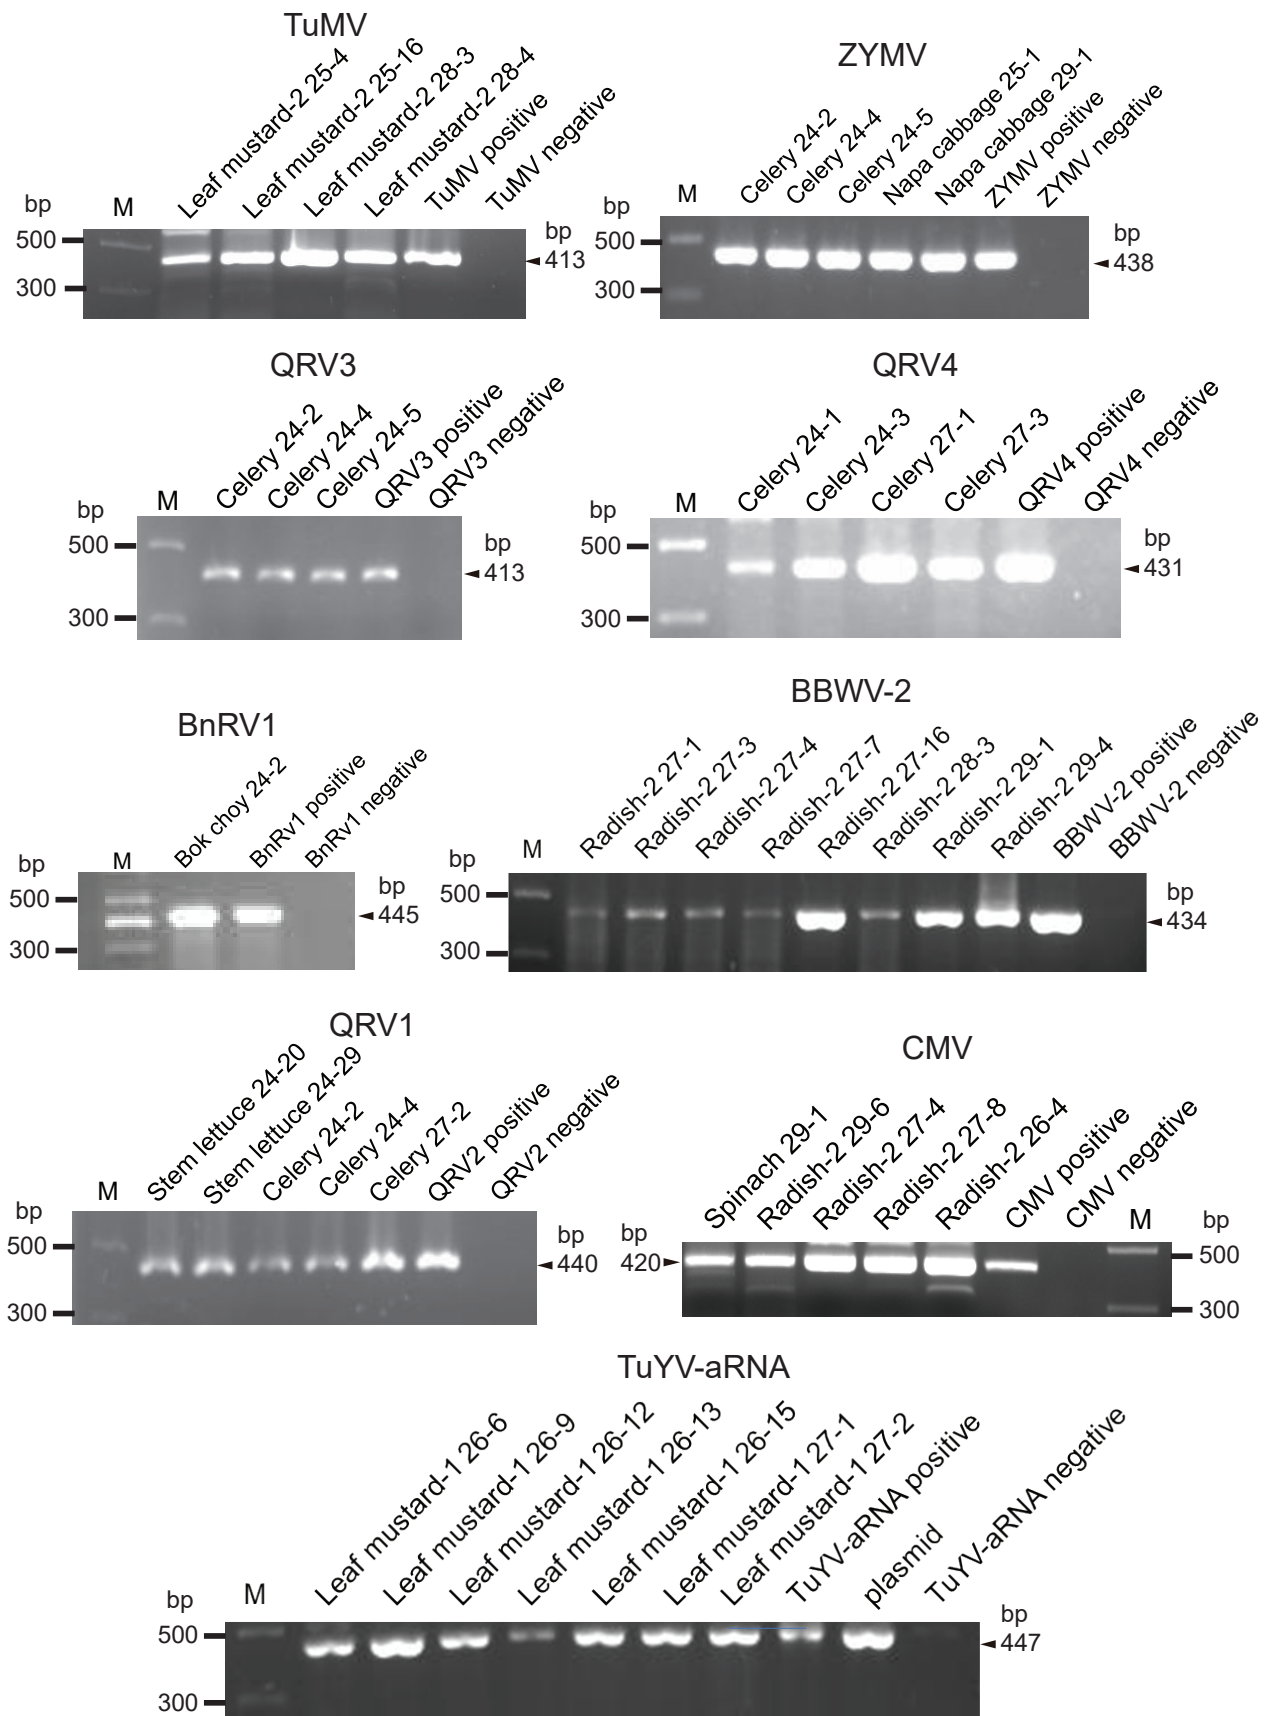 TuMV
Leaf mustard-2 25-4
Leaf mustard-2 25-16
Leaf mustard-2 28-3
Leaf mustard-2 28-4
TuMV positive
TuMV negative
bp
M
500
300
bp
413
ZYMV
Celery 24-2
Celery 24-4
Celery 24-5
Napa cabbage 25-1
Napa cabbage 29-1
ZYMV positive
ZYMV negative
bp
M
500
300
bp
438
QRV3
Celery 24-2
Celery 24-4
Celery 24-5
QRV3 positive
QRV3 negative
bp
M
500
300
bp
413
QRV4
Celery 24-1
Celery 24-3
Celery 27-1
Celery 27-3
QRV4 positive
QRV4 negative
bp
M
500
300
bp
431
BnRV1
Bok choy 24-2
BnRv1 positive
BnRv1 negative
bp
M
500
300
bp
445
BBWV-2
Radish-2 27-1
Radish-2 27-3
Radish-2 27-4
Radish-2 27-7
Radish-2 27-16
Radish-2 28-3
Radish-2 29-1
Radish-2 29-4
BBWV-2 positive
BBWV-2 negative
bp
M
500
300
bp
434
QRV1
Stem lettuce 24-20
Stem lettuce 24-29
Celery 24-2
Celery 24-4
Celery 27-2
QRV2 positive
QRV2 negative
bp
M
500
300
bp
440
CMV
Spinach 29-1
Radish-2 29-6
Radish-2 27-4
Radish-2 27-8
Radish-2 26-4
CMV positive
CMV negative
M
bp
420
bp
500
300
TuYV-aRNA
Leaf mustard-1 26-6
Leaf mustard-1 26-9
Leaf mustard-1 26-12
Leaf mustard-1 26-13
Leaf mustard-1 26-15
Leaf mustard-1 27-1
Leaf mustard-1 27-2
TuYV-aRNA positive
plasmid
TuYV-aRNA negative
bp
M
500
300
bp
447